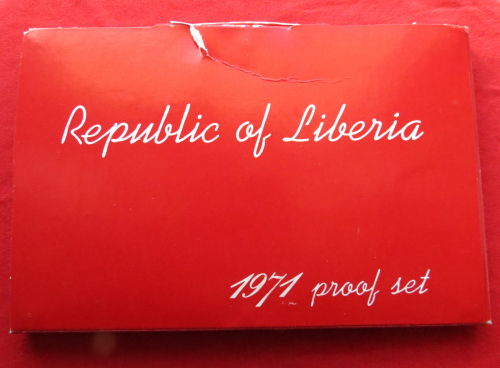 Republic of Liberia
1971 proof set